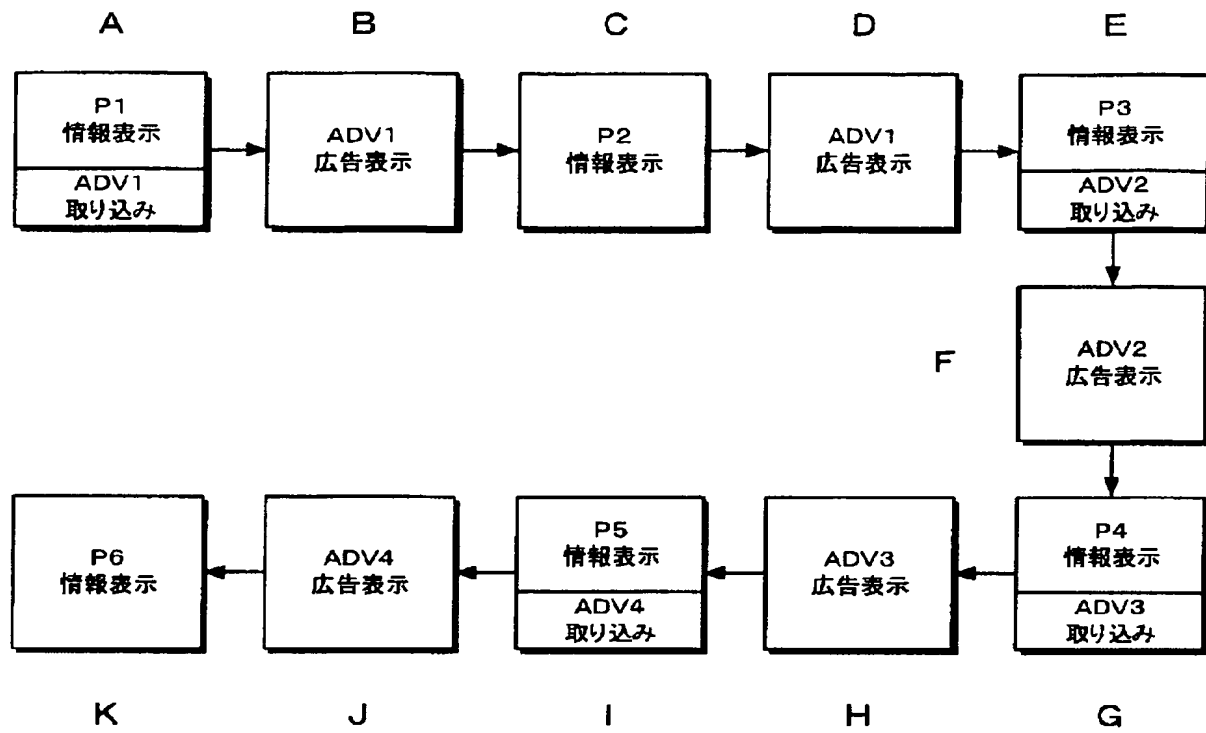 A
B
C
D
E
P1
情報表示
ADV1
取り込み
ADV1
広告表示
P2
情報表示
ADV1
広告表示
P3
情報表示
ADV2
取り込み
F
ADV2
広告表示
P6
情報表示
ADV4
広告表示
P5
情報表示
ADV4
取り込み
ADV3
広告表示
P4
情報表示
ADV3
取り込み
K
J
I
H
G